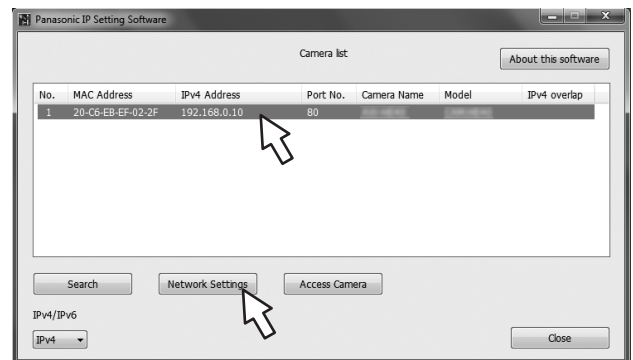 Panasonic IP Setting Software
Camera list
About this software
No. MAC Address IPv4 Address Port No. Camera Name Model IPv4 overlap
1 20-C6-EB-EF-02-2F 192.168.0.10 80
Search Network Settings Access Camera
IPv4/IPv6
IPv4 Close